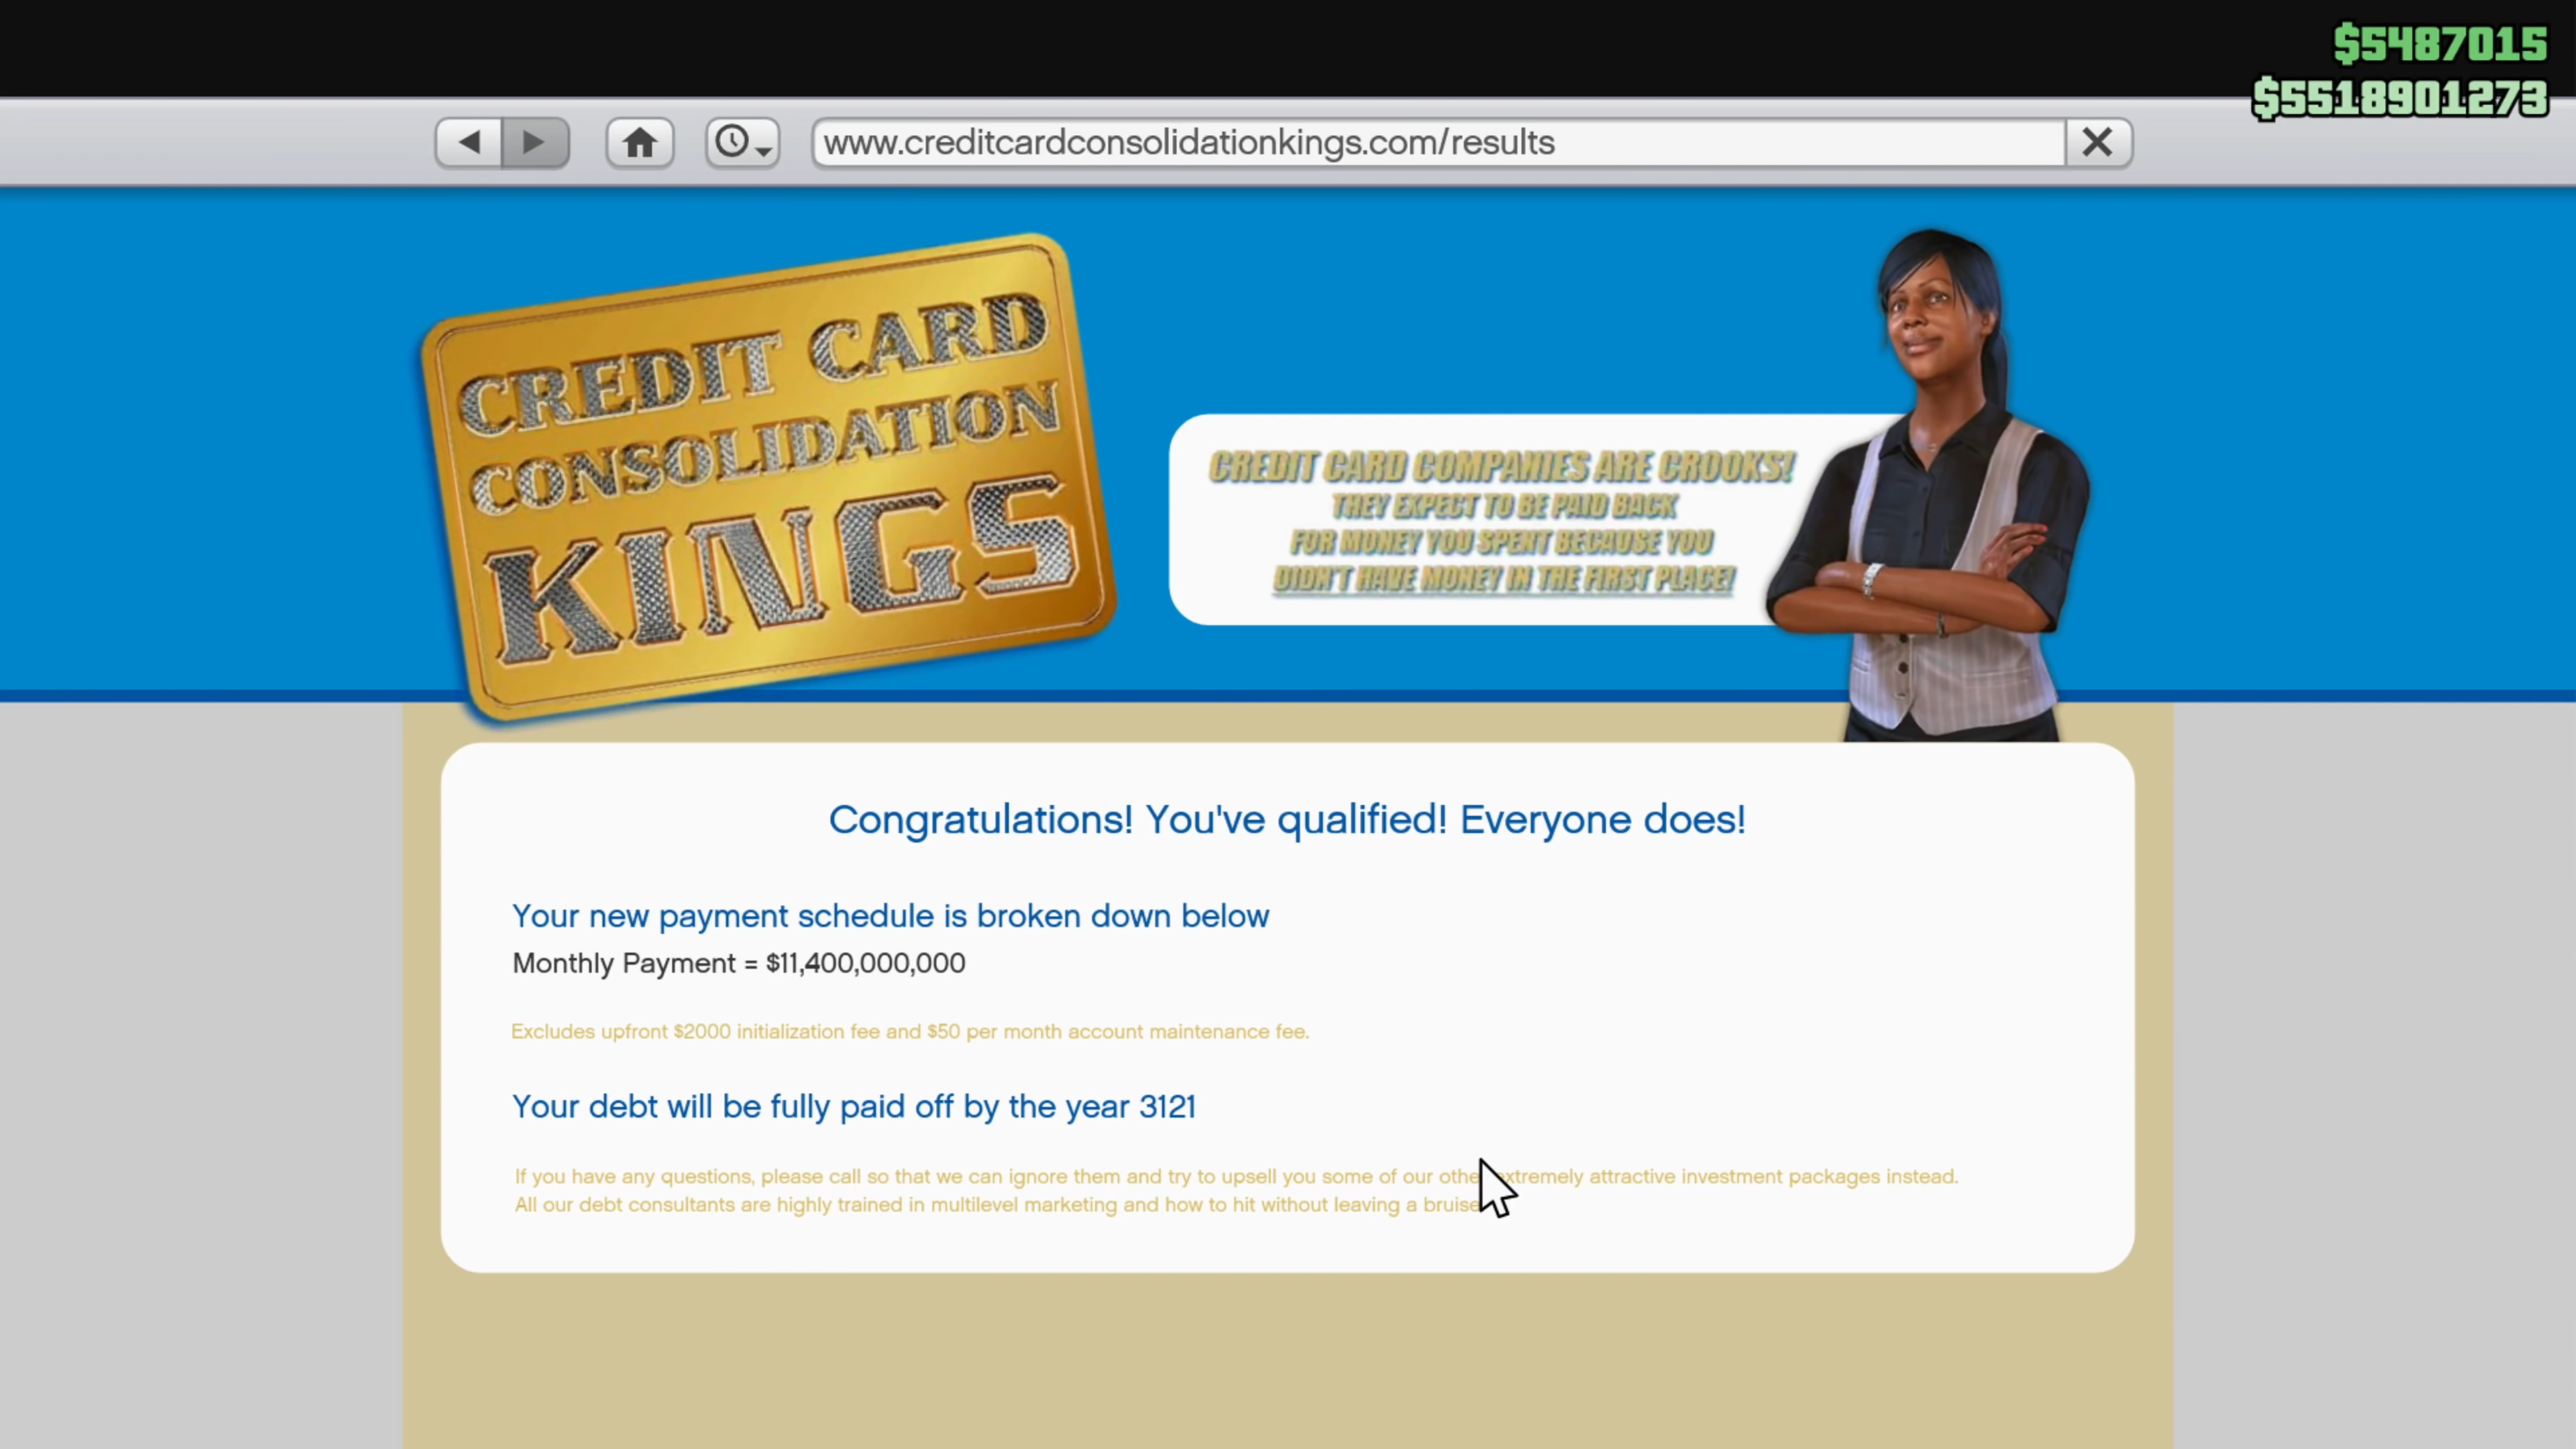 $5487015
$5518901273
www.creditcardconsolidationkings.com/results
CREDIT CARD
CONSOLIDATION
KINGS
CREDIT CARD COMPANIES ARE CROOKS!
THEY EXPECT TO BE PAID BACK
FOR MONEY YOU SPENT BECAUSE YOU
DIDN'T HAVE MONEY IN THE FIRST PLACE!
Congratulations! You've qualified! Everyone does!
Your new payment schedule is broken down below
Monthly Payment = $11,400,000,000
Excludes upfront $2000 initialization fee and $50 per month account maintenance fee.
Your debt will be fully paid off by the year 3121
If you have any questions, please call so that we can ignore them and try to upsell you some of our other extremely attractive investment packages instead.
All our debt consultants are highly trained in multilevel marketing and how to hit without leaving a bruise